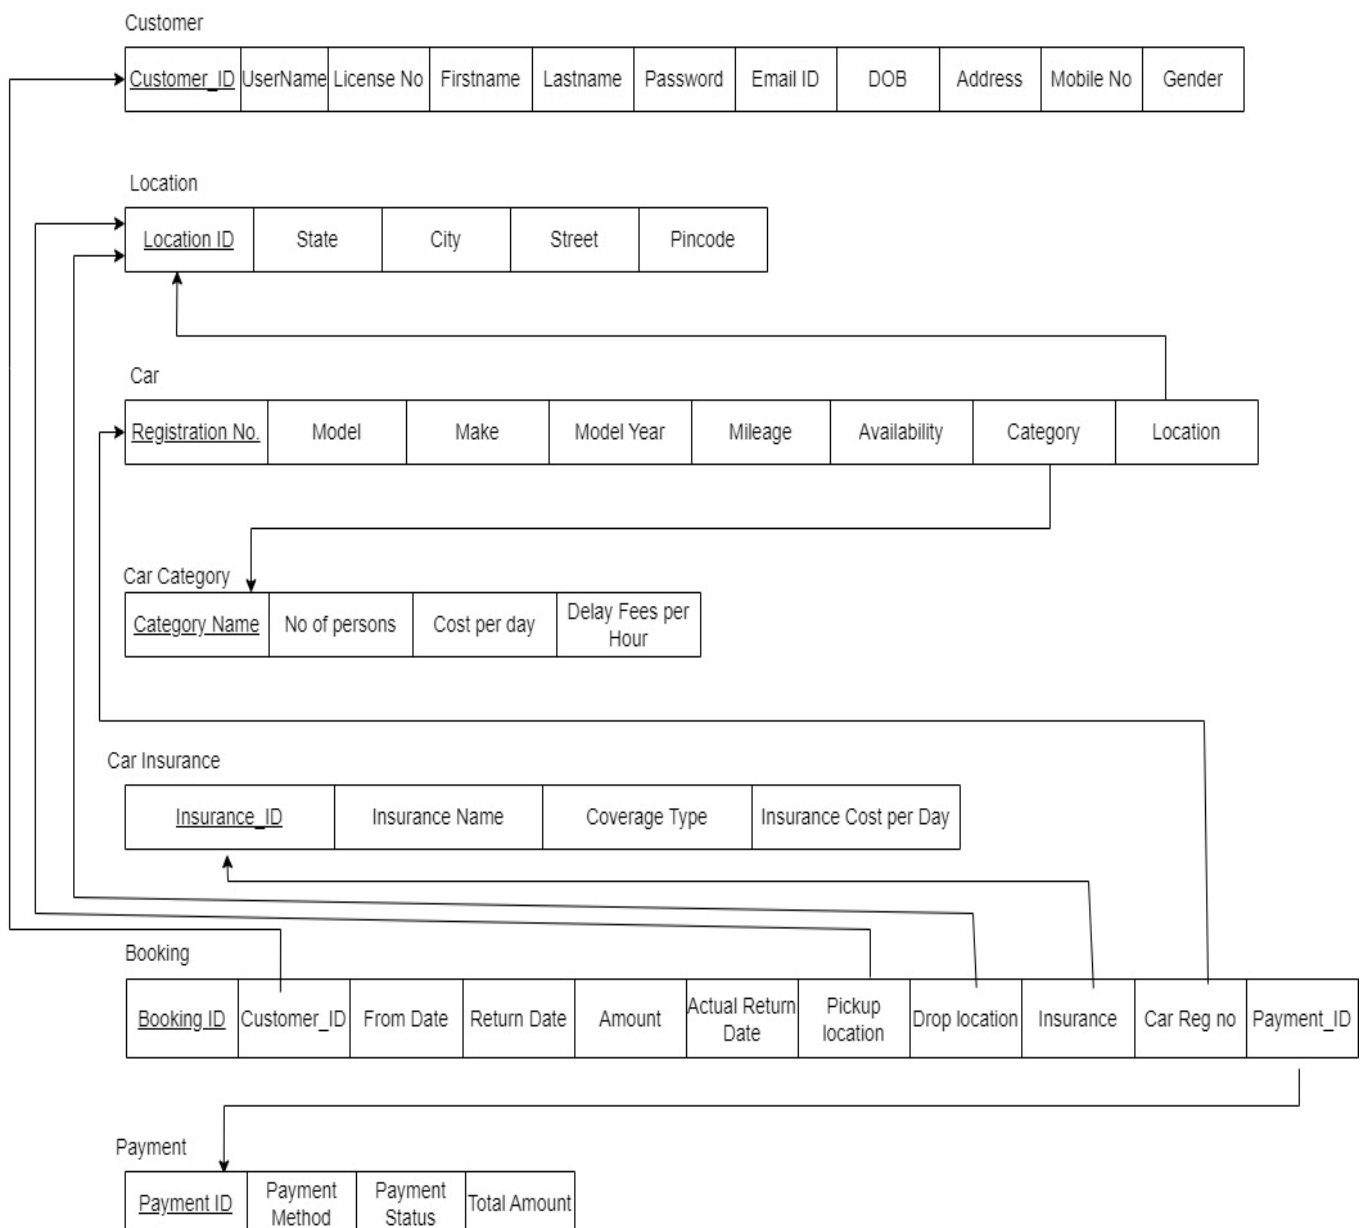 Customer
Customer_ID UserName License No Firstname Lastname Password Email ID DOB Address Mobile No Gender
Location
Location ID State City Street Pincode
Car
Registration No. Model Make Model Year Mileage Availability Category Location
Car Category
Category Name No of persons Cost per day Delay Fees per
Hour
Car Insurance
Insurance_ID Insurance Name Coverage Type Insurance Cost per Day
Booking
Booking ID Customer_ID From Date Return Date Amount Actual Return
Date Pickup
location Drop location Insurance Car Reg no Payment_ID
Payment
Payment ID Payment
Method Payment
Status Total Amount